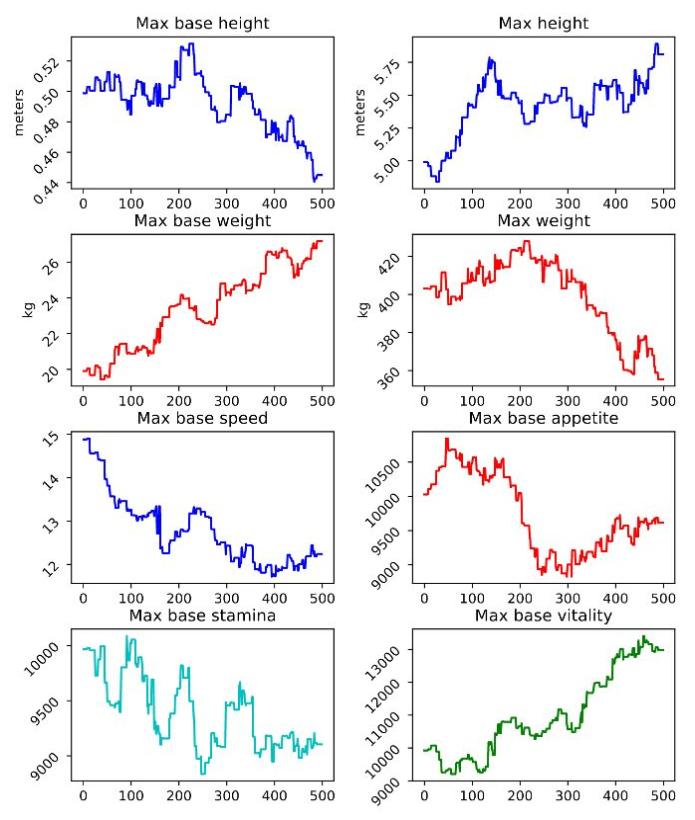 Max base height
Max height
meters
0.52
0.50
0.48
0.46
0.44
0 100 200 300 400 500
meters
5.75
5.50
5.25
5.00
0 100 200 300 400 500
Max base weight
Max weight
kg
26
24
22
20
0 100 200 300 400 500
kg
420
400
380
360
0 100 200 300 400 500
Max base speed
Max base appetite
15
14
13
12
0 100 200 300 400 500
10500
10000
9500
9000
0 100 200 300 400 500
Max base stamina
Max base vitality
10000
9500
9000
0 100 200 300 400 500
13000
12000
11000
10000
9000
0 100 200 300 400 500